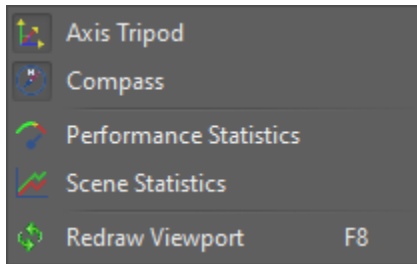 Axis Tripod
Compass
Performance Statistics
Scene Statistics
Redraw Viewport F8